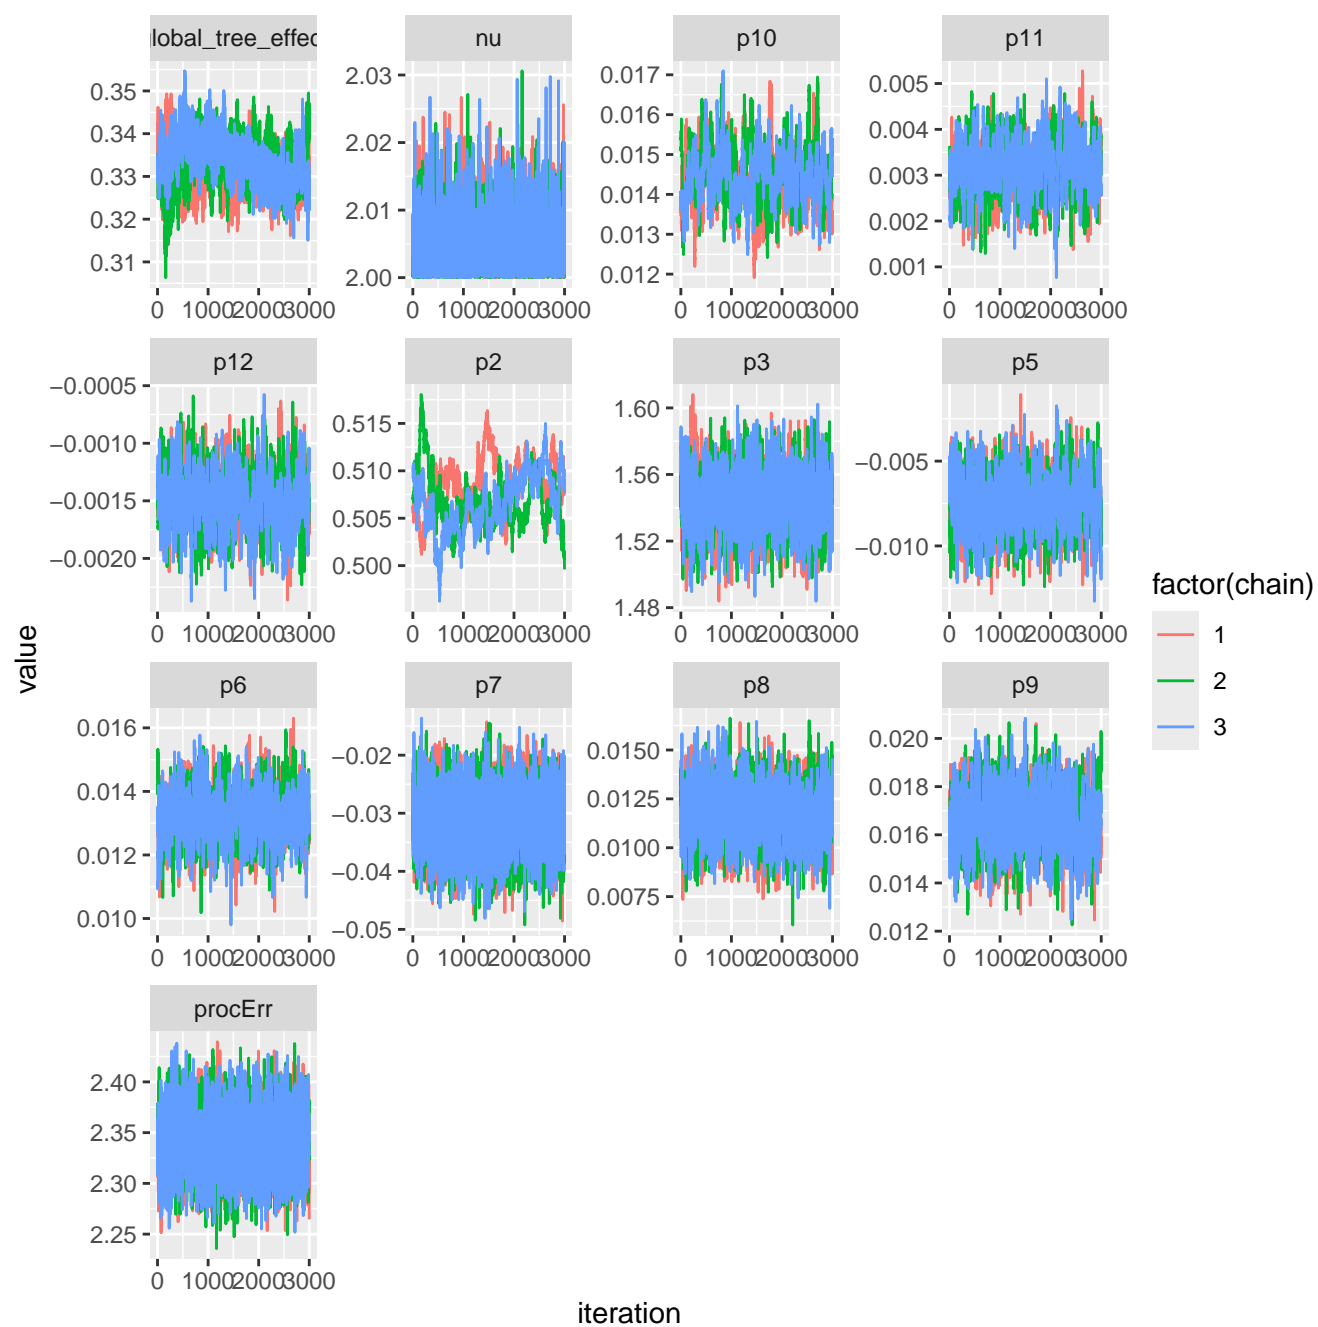 global_tree_effec
nu
p10
p11
0.35
0.34
0.33
0.32
0.31
2.03
2.02
2.01
2.00
0.017
0.016
0.015
0.014
0.013
0.012
0.005
0.004
0.003
0.002
0.001
0 1000 2000 3000
0 1000 2000 3000
0 1000 2000 3000
0 1000 2000 3000
p12
p2
p3
p5
−0.0005
−0.0010
−0.0015
−0.0020
0.515
0.510
0.505
0.500
1.60
1.56
1.52
1.48
−0.005
−0.010
0 1000 2000 3000
0 1000 2000 3000
0 1000 2000 3000
0 1000 2000 3000
p6
p7
p8
p9
0.016
0.014
0.012
0.010
−0.02
−0.03
−0.04
−0.05
0.0150
0.0125
0.0100
0.0075
0.020
0.018
0.016
0.014
0.012
0 1000 2000 3000
0 1000 2000 3000
0 1000 2000 3000
0 1000 2000 3000
procErr
2.40
2.35
2.30
2.25
0 1000 2000 3000
iteration
value
factor(chain)
1
2
3